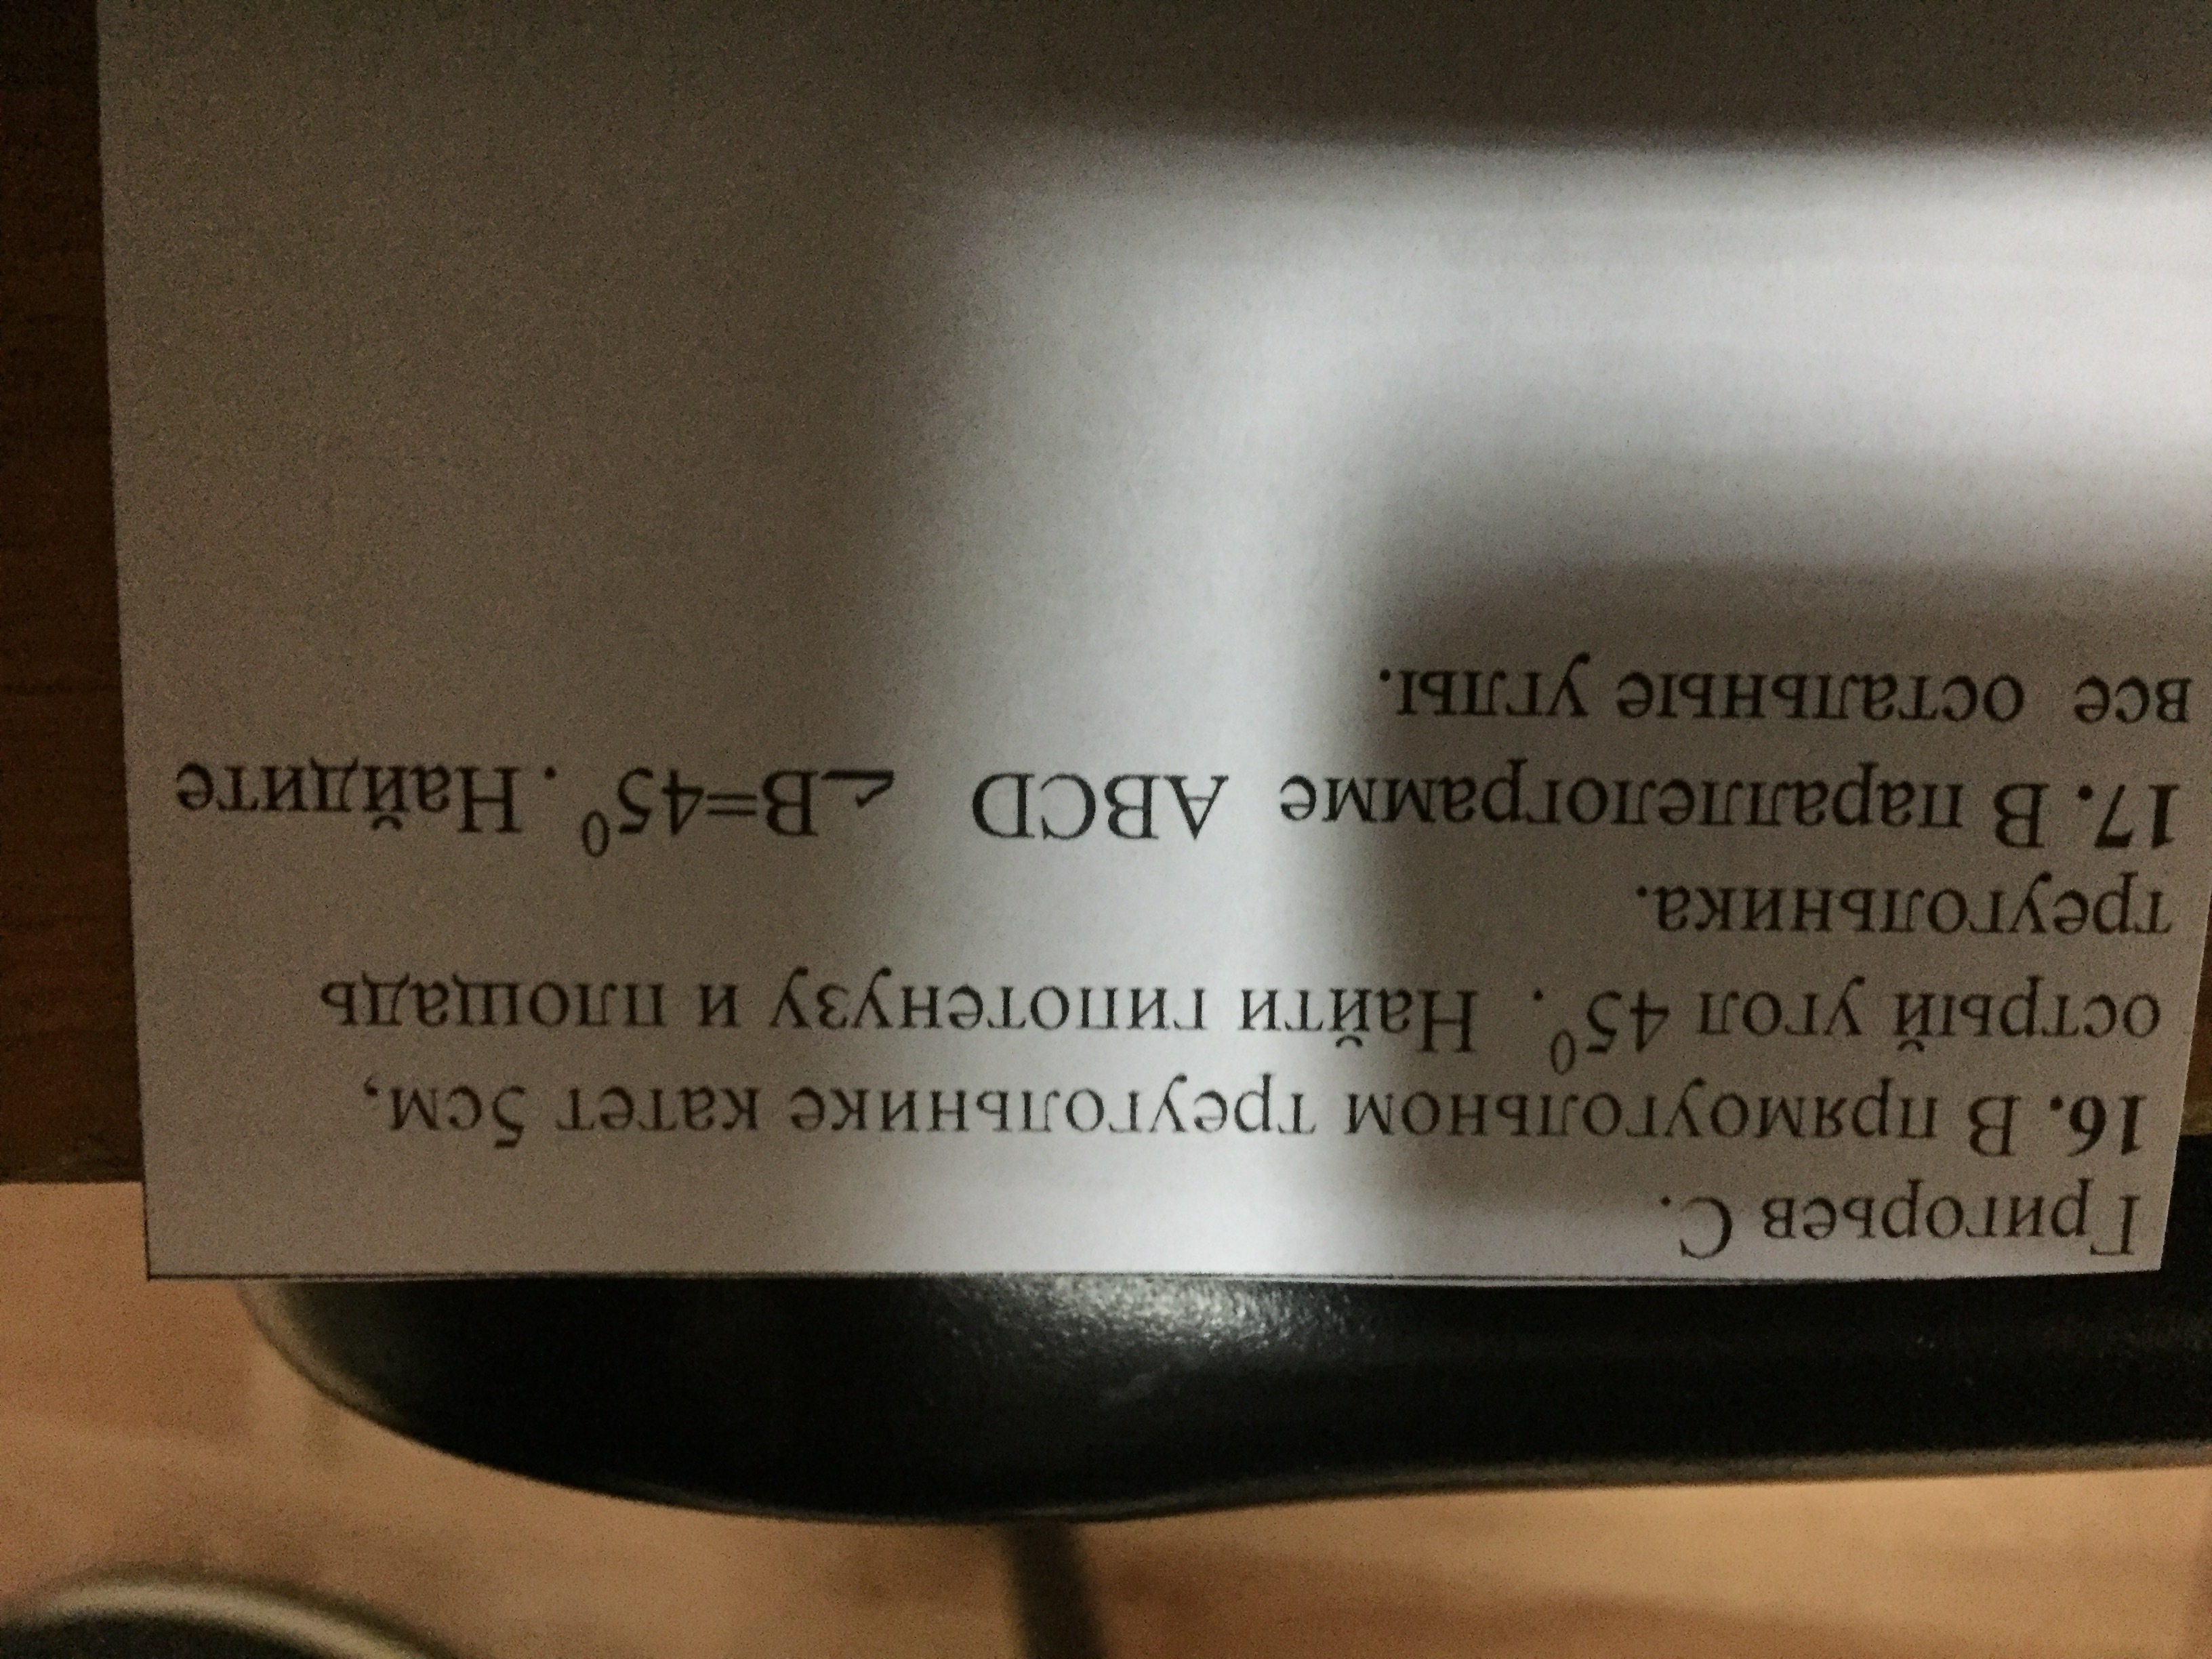 Григорьев С.
16. В прямоугольном треугольнике катет 5см,
острый угол 45⁰. Найти гипотенузу и площадь
треугольника.
17. В параллелограмме ABCD ∠B=45⁰. Найдите
все остальные углы.